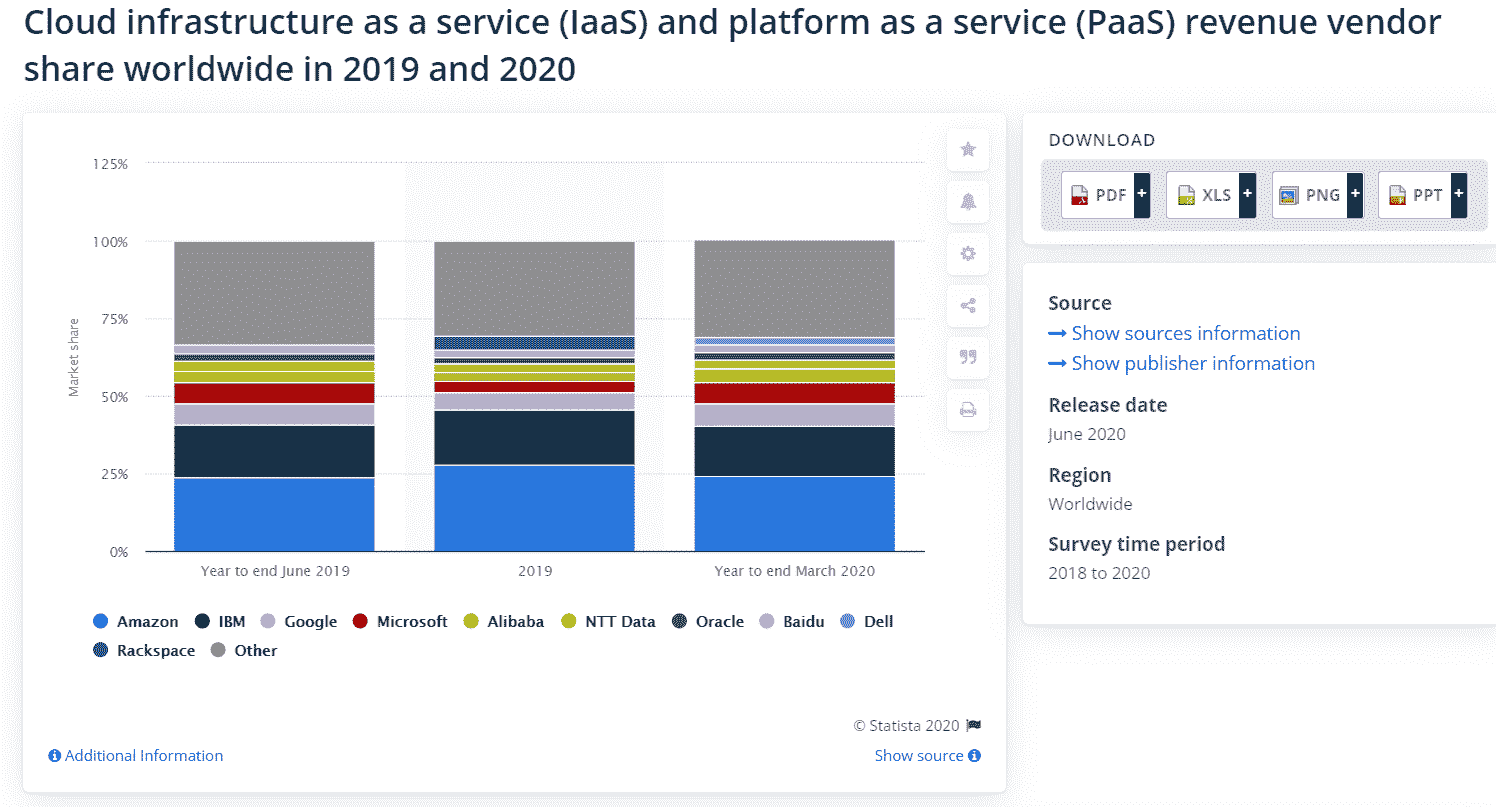 Cloud infrastructure as a service (IaaS) and platform as a service (PaaS) revenue vendor
share worldwide in 2019 and 2020
125%
100%
75%
50%
25%
0%
Market share
Year to end June 2019
2019
Year to end March 2020
Amazon
IBM
Google
Microsoft
Alibaba
NTT Data
Oracle
Baidu
Dell
Rackspace
Other
© Statista 2020
Additional Information
Show source
DOWNLOAD
PDF +
XLS +
PNG +
PPT +
Source
Show sources information
Show publisher information
Release date
June 2020
Region
Worldwide
Survey time period
2018 to 2020